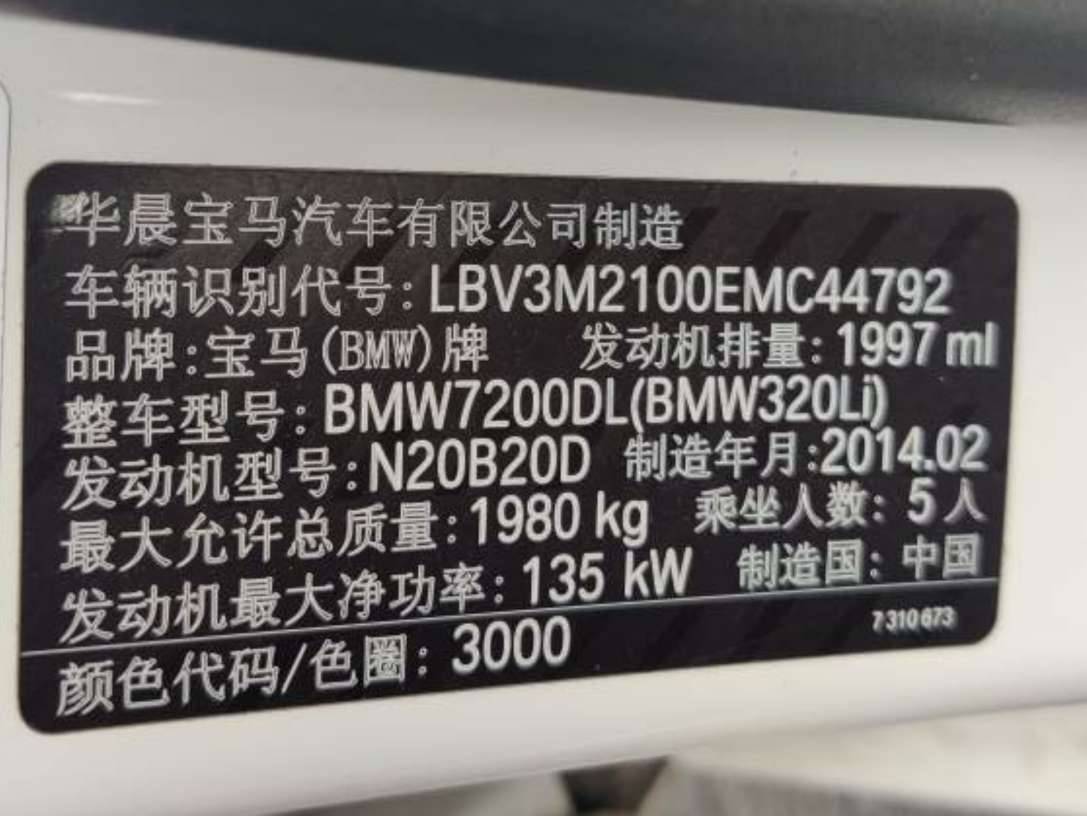 华晨宝马汽车有限公司制造
车辆识别代号:LBV3M2100EMC44792
品牌:宝马(BMW)牌 发动机排量:1997 ml
整车型号:BMW7200DL(BMW320Li)
发动机型号:N20B20D 制造年月:2014.02
最大允许总质量:1980 kg 乘坐人数:5人
发动机最大净功率:135 kW 制造国:中国
7 310 673
颜色代码/色圈:3000